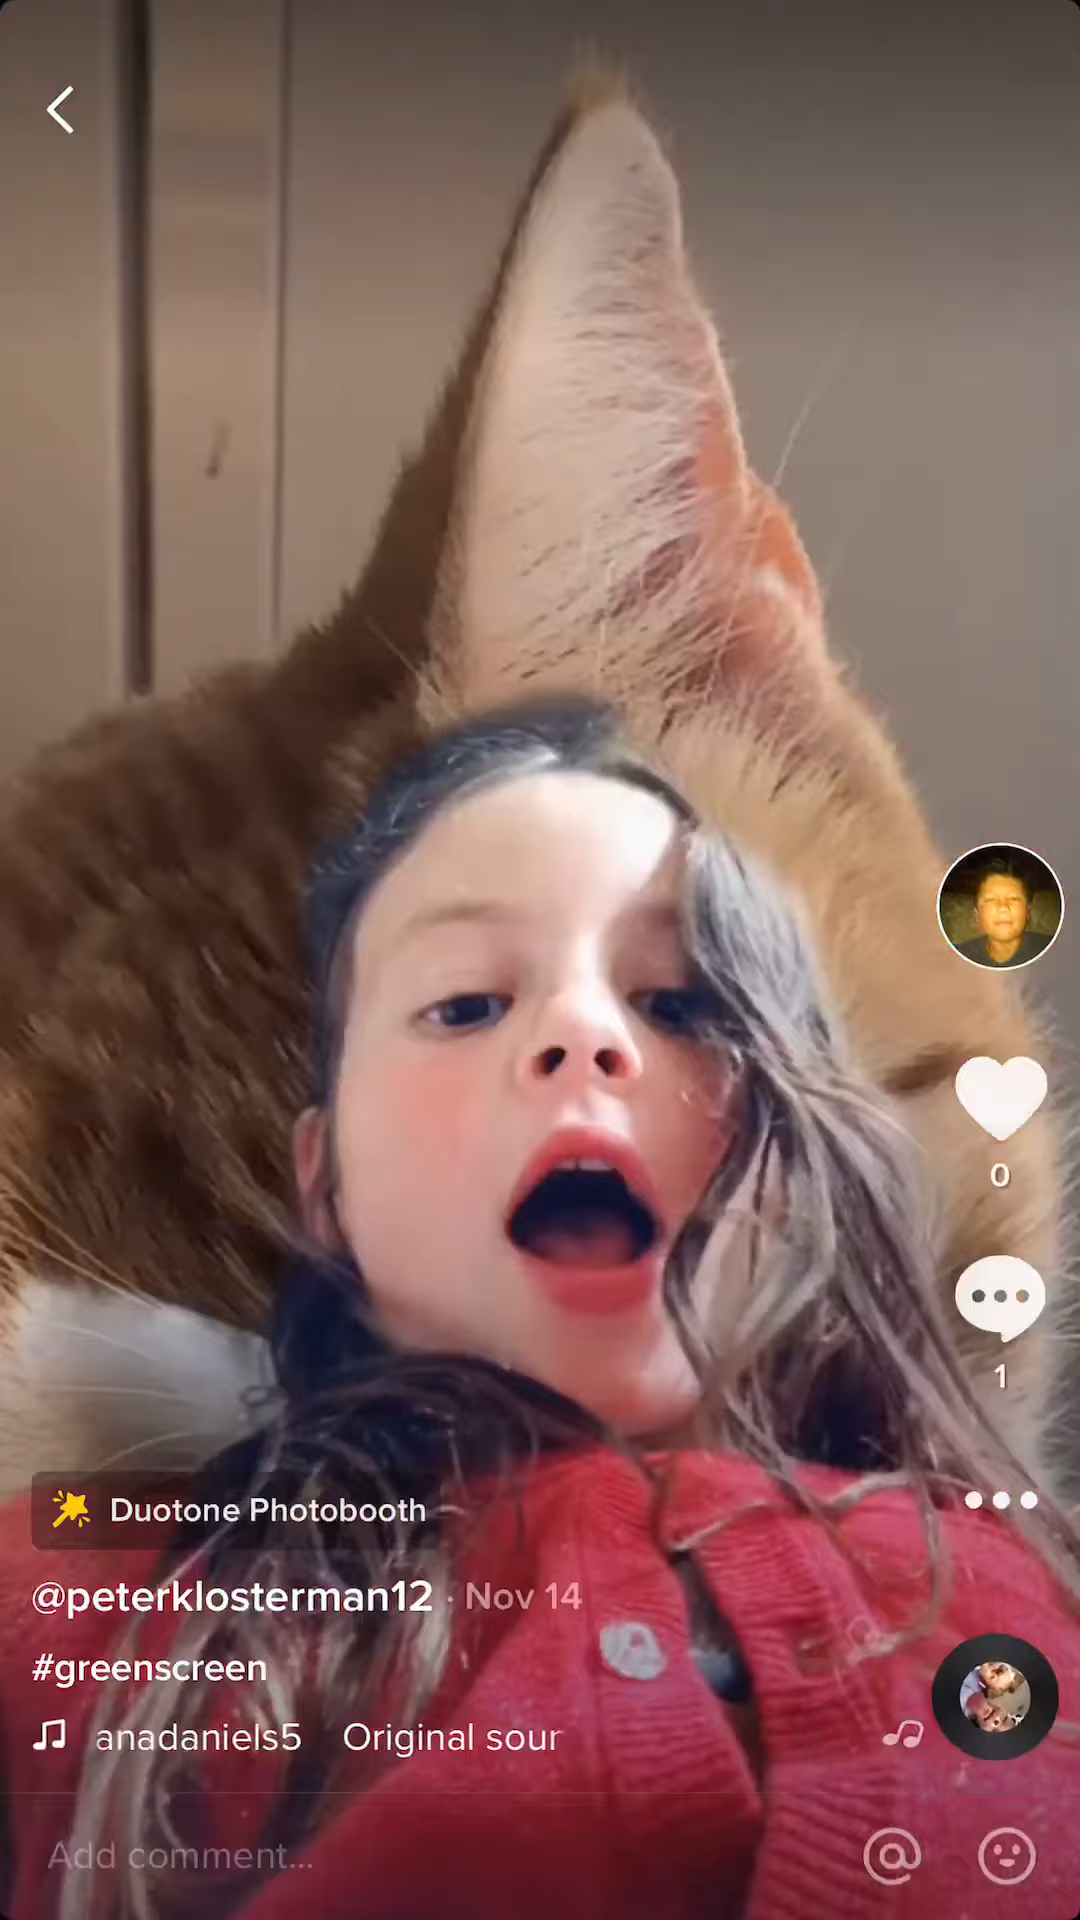 0
1
Duotone Photobooth
@peterklosterman12 · Nov 14
#greenscreen
anadaniels5 Original sour
Add comment...